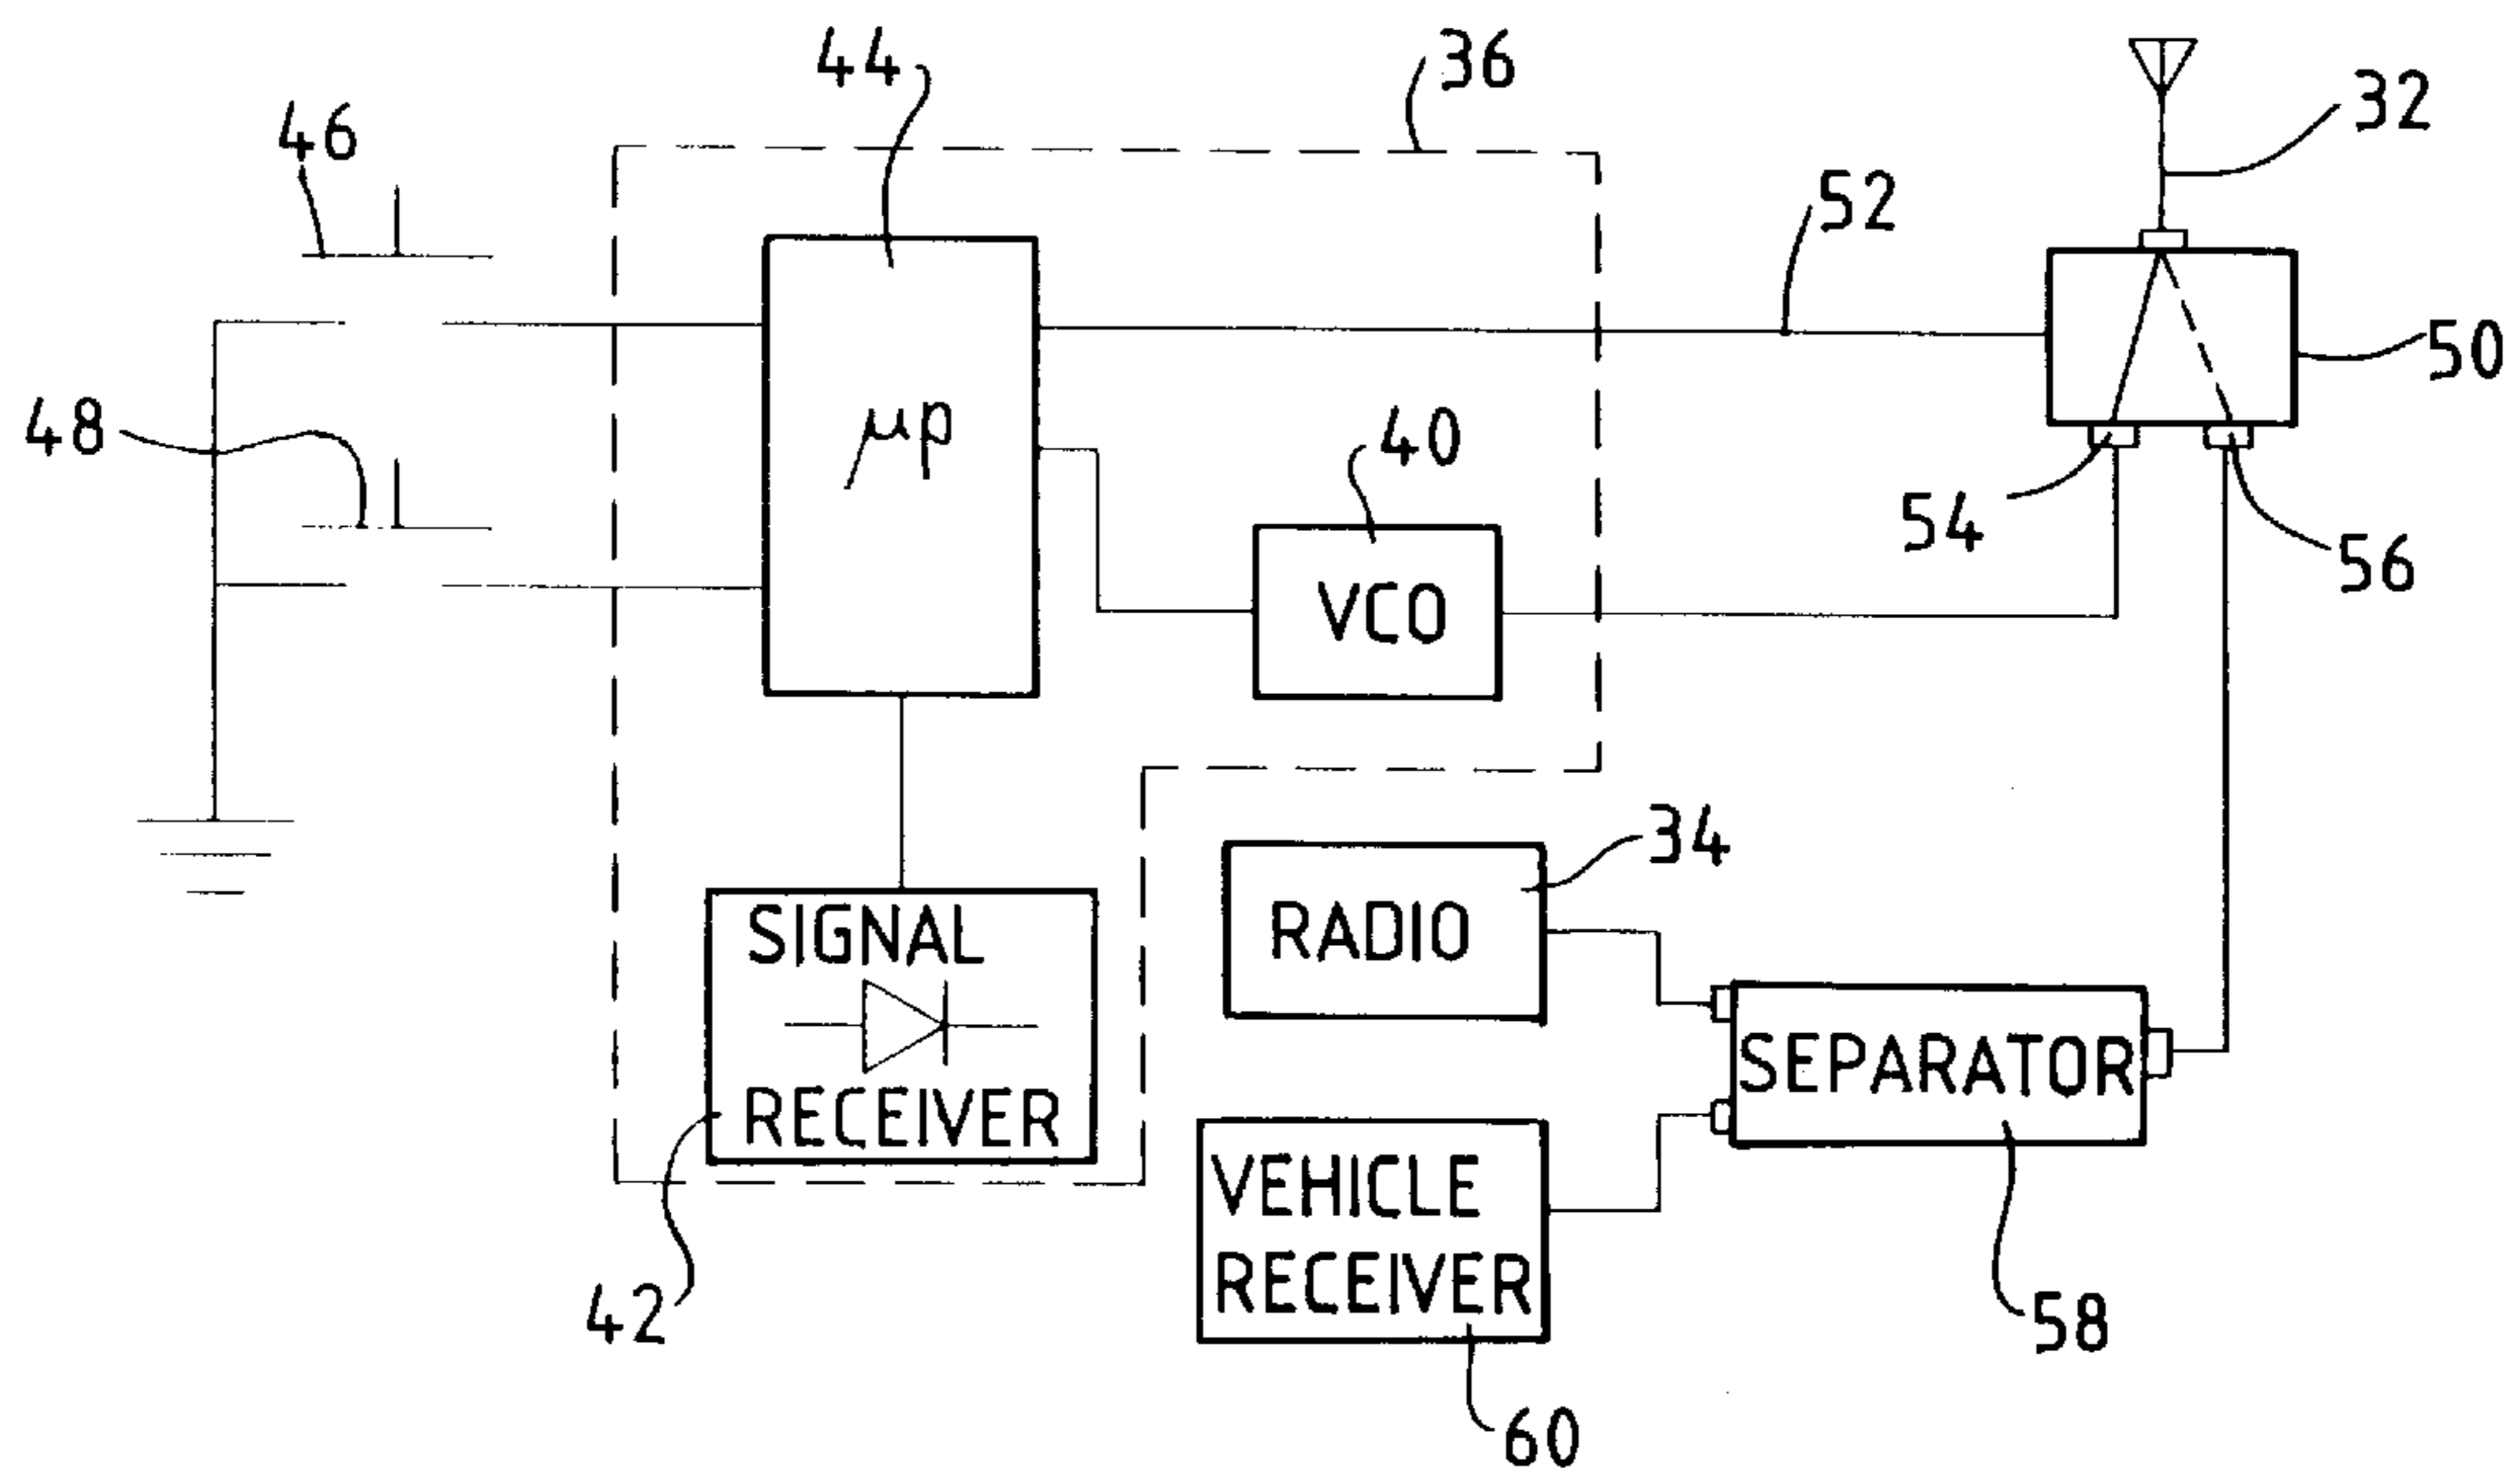 44
36
32
46
52
50
μp
48
40
54
56
VCO
34
SIGNAL
RADIO
SEPARATOR
RECEIVER
VEHICLE
RECEIVER
42
58
60